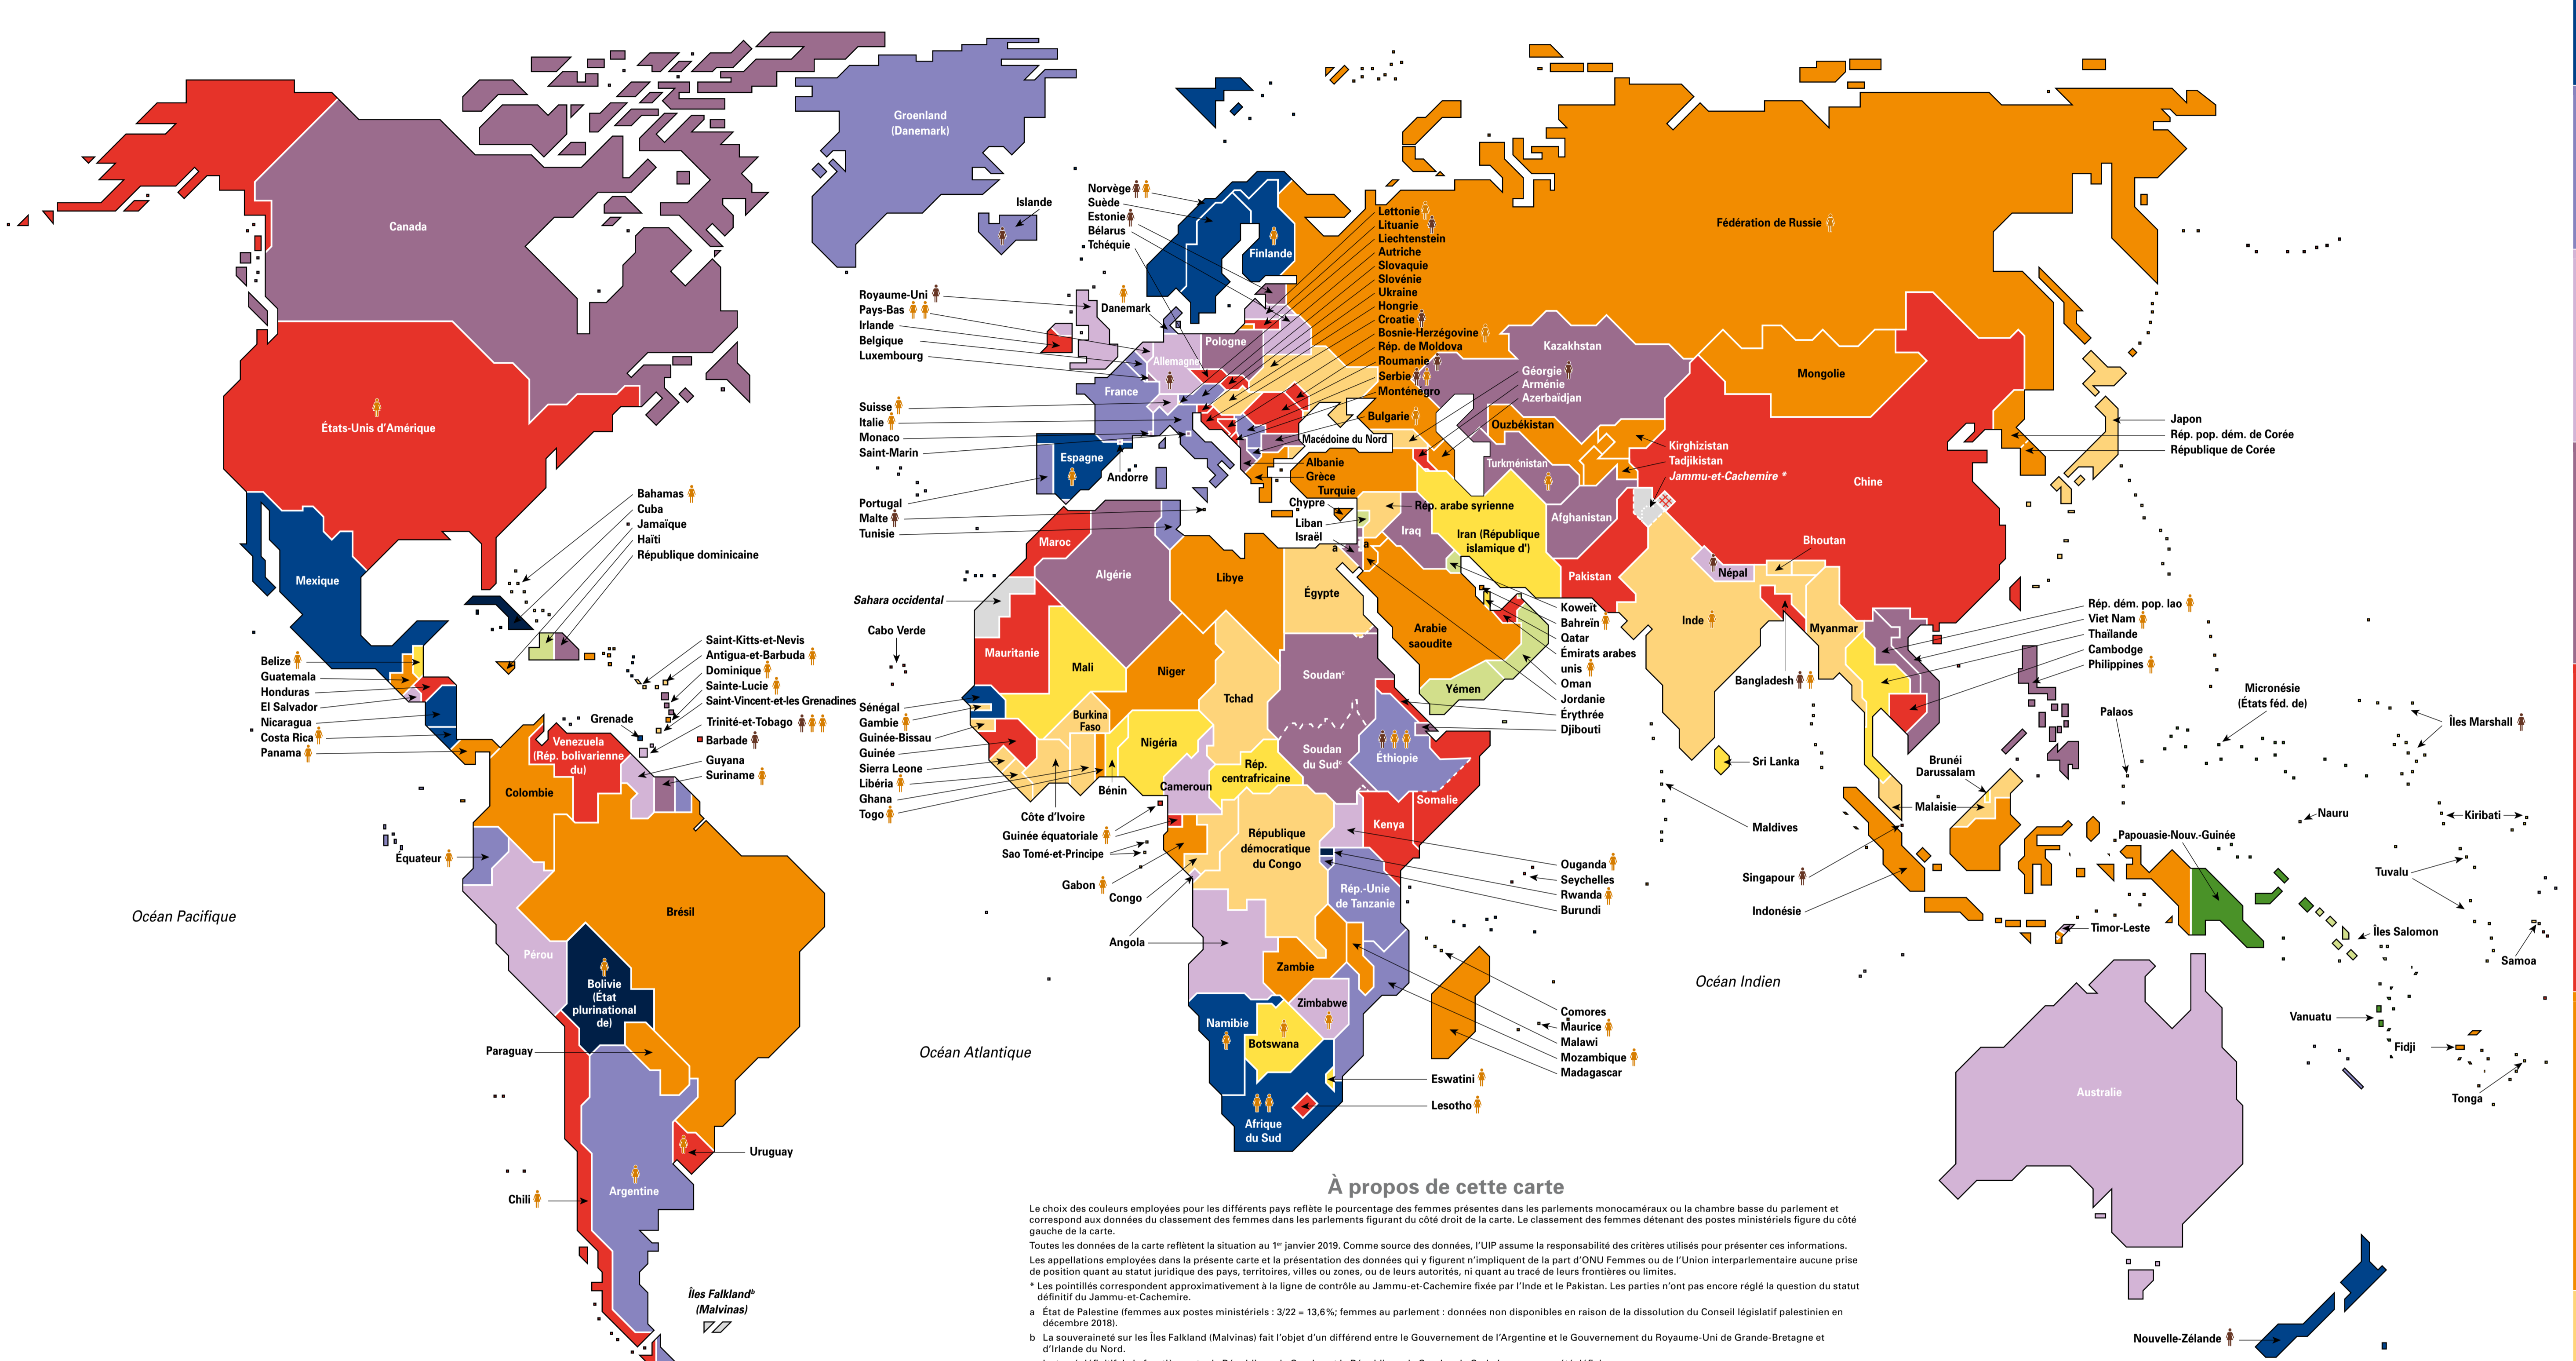 Groenland
(Danemark)
Islande
Canada
États-Unis d'Amérique
Mexique
Bahamas
Cuba
Jamaïque
Haïti
République dominicaine
Belize
Guatemala
Honduras
El Salvador
Nicaragua
Costa Rica
Panama
Saint-Kitts-et-Nevis
Antigua-et-Barbuda
Dominique
Sainte-Lucie
Saint-Vincent-et-les Grenadines
Grenade
Trinité-et-Tobago
Barbade
Guyana
Suriname
Venezuela
(Rép. bolivarienne
du)
Colombie
Équateur
Pérou
Brésil
Bolivie
(État
plurinational
de)
Paraguay
Uruguay
Argentine
Chili
Îles Falklandᵇ
(Malvinas)
Océan Pacifique
Océan Atlantique
Océan Indien
Norvège
Suède
Estonie
Bélarus
Tchéquie
Finlande
Royaume-Uni
Pays-Bas
Irlande
Belgique
Luxembourg
Danemark
Pologne
Allemagne
France
Suisse
Italie
Monaco
Saint-Marin
Espagne
Andorre
Portugal
Malte
Tunisie
Lettonie
Lituanie
Liechtenstein
Autriche
Slovaquie
Slovénie
Ukraine
Hongrie
Croatie
Bosnie-Herzégovine
Rép. de Moldova
Roumanie
Serbie
Monténégro
Bulgarie
Macédoine du Nord
Albanie
Grèce
Turquie
Chypre
Liban
Israël
a
a
Géorgie
Arménie
Azerbaïdjan
Fédération de Russie
Kazakhstan
Mongolie
Ouzbékistan
Turkménistan
Kirghizistan
Tadjikistan
Jammu-et-Cachemire *
Chine
Japon
Rép. pop. dém. de Corée
République de Corée
Rép. arabe syrienne
Iraq
Iran (République
islamique d')
Afghanistan
Pakistan
Népal
Bhoutan
Inde
Bangladesh
Myanmar
Sri Lanka
Maldives
Arabie
saoudite
Yémen
Koweït
Bahreïn
Qatar
Émirats arabes
unis
Oman
Jordanie
Érythrée
Djibouti
Rép. dém. pop. lao
Viet Nam
Thaïlande
Cambodge
Philippines
Brunéi
Darussalam
Malaisie
Singapour
Indonésie
Timor-Leste
Papouasie-Nouv.-Guinée
Palaos
Micronésie
(États féd. de)
Îles Marshall
Nauru
Kiribati
Tuvalu
Îles Salomon
Samoa
Vanuatu
Fidji
Tonga
Australie
Nouvelle-Zélande
Maroc
Algérie
Libye
Égypte
Sahara occidental
Cabo Verde
Mauritanie
Mali
Niger
Tchad
Soudanᶜ
Soudan
du Sudᶜ
Éthiopie
Somalie
Kenya
Sénégal
Gambie
Guinée-Bissau
Guinée
Sierra Leone
Libéria
Ghana
Togo
Burkina
Faso
Nigéria
Bénin
Côte d'Ivoire
Cameroun
Rép.
centrafricaine
Guinée équatoriale
Sao Tomé-et-Principe
Gabon
Congo
Angola
République
démocratique
du Congo
Ouganda
Seychelles
Rwanda
Burundi
Rép.-Unie
de Tanzanie
Zambie
Zimbabwe
Namibie
Botswana
Comores
Maurice
Malawi
Mozambique
Madagascar
Eswatini
Lesotho
Afrique
du Sud
À propos de cette carte
Le choix des couleurs employées pour les différents pays reflète le pourcentage des femmes présentes dans les parlements monocaméraux ou la chambre basse du parlement et
correspond aux données du classement des femmes dans les parlements figurant du côté droit de la carte. Le classement des femmes détenant des postes ministériels figure du côté
gauche de la carte.
Toutes les données de la carte reflètent la situation au 1ᵉʳ janvier 2019. Comme source des données, l'UIP assume la responsabilité des critères utilisés pour présenter ces informations.
Les appellations employées dans la présente carte et la présentation des données qui y figurent n'impliquent de la part d'ONU Femmes ou de l'Union interparlementaire aucune prise
de position quant au statut juridique des pays, territoires, villes ou zones, ou de leurs autorités, ni quant au tracé de leurs frontières ou limites.
* Les pointillés correspondent approximativement à la ligne de contrôle au Jammu-et-Cachemire fixée par l'Inde et le Pakistan. Les parties n'ont pas encore réglé la question du statut
définitif du Jammu-et-Cachemire.
a État de Palestine (femmes aux postes ministériels : 3/22 = 13,6%; femmes au parlement : données non disponibles en raison de la dissolution du Conseil législatif palestinien en
décembre 2018).
b La souveraineté sur les Îles Falkland (Malvinas) fait l'objet d'un différend entre le Gouvernement de l'Argentine et le Gouvernement du Royaume-Uni de Grande-Bretagne et
d'Irlande du Nord.